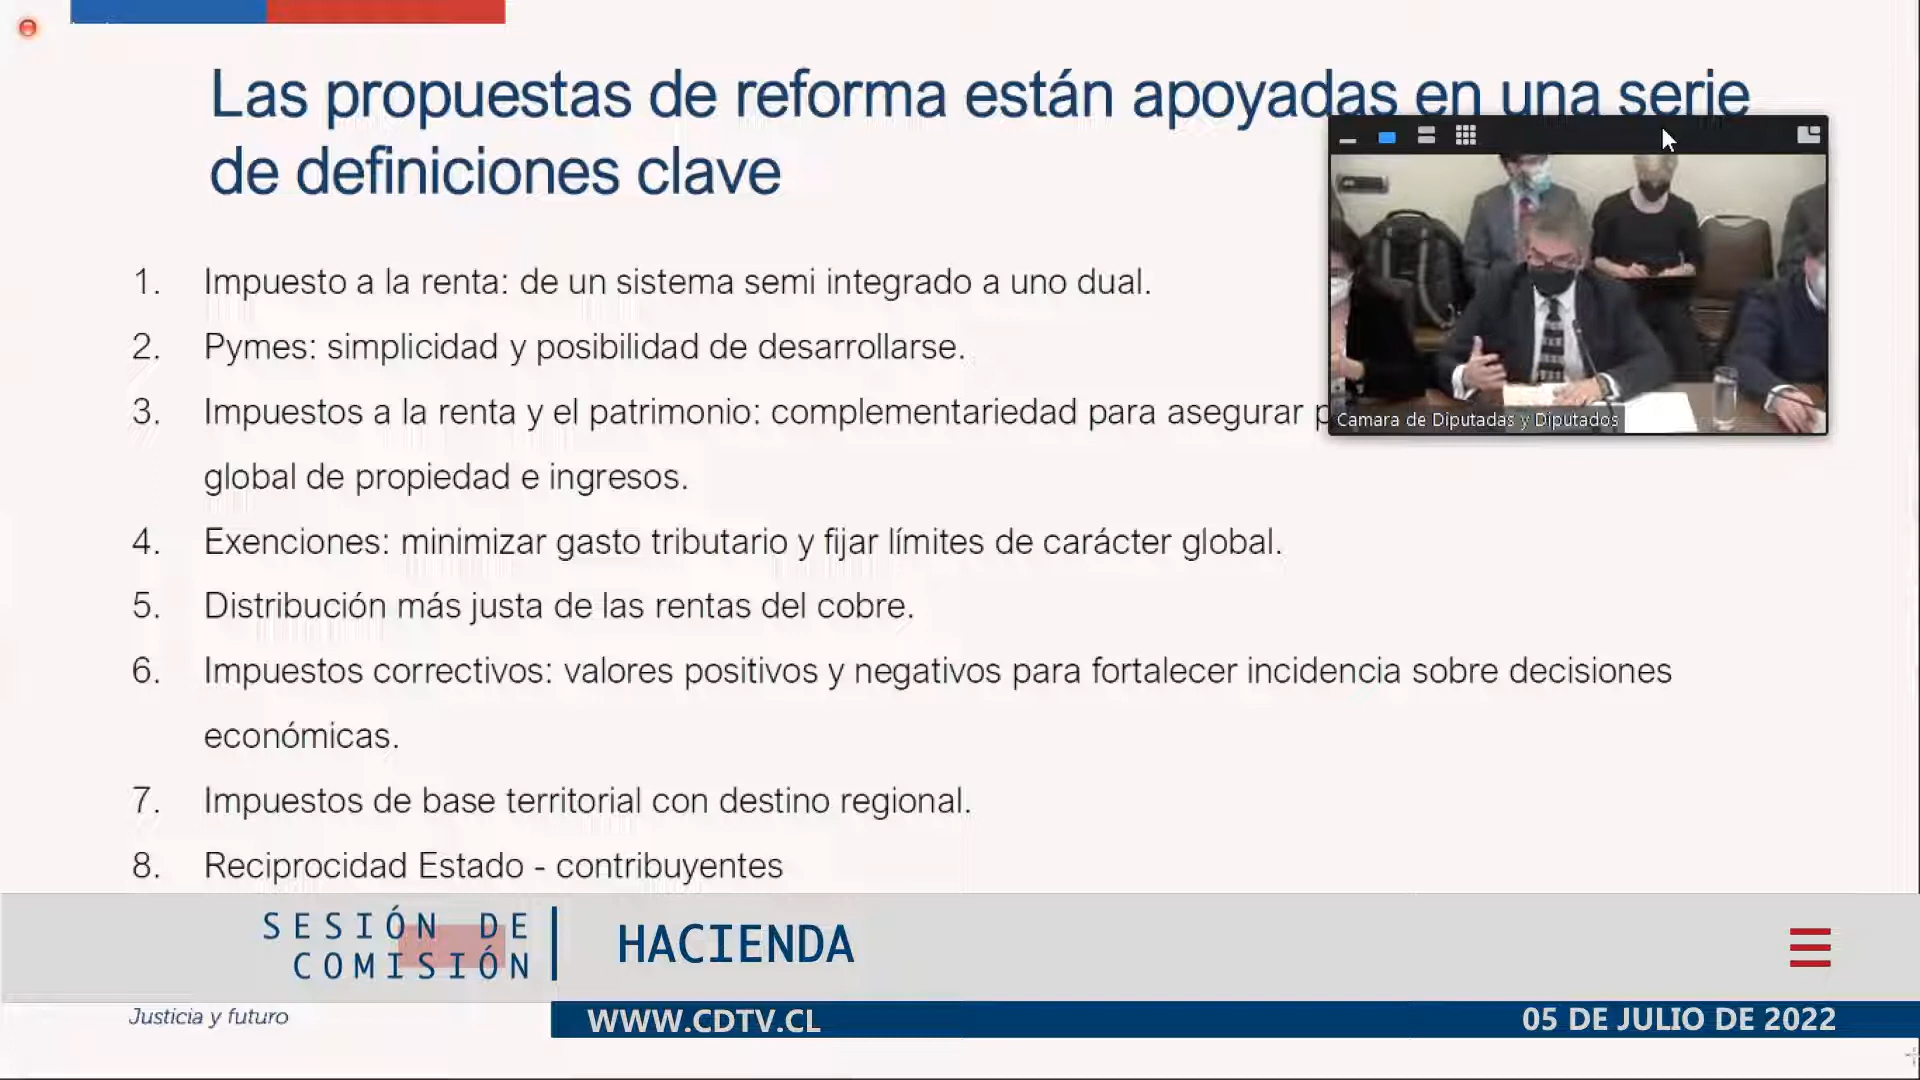 Las propuestas de reforma están apoyadas en una serie
de definiciones clave
1. Impuesto a la renta: de un sistema semi integrado a uno dual.
2. Pymes: simplicidad y posibilidad de desarrollarse.
3. Impuestos a la renta y el patrimonio: complementariedad para asegurar
global de propiedad e ingresos.
4. Exenciones: minimizar gasto tributario y fijar límites de carácter global.
5. Distribución más justa de las rentas del cobre.
6. Impuestos correctivos: valores positivos y negativos para fortalecer incidencia sobre decisiones
económicas.
7. Impuestos de base territorial con destino regional.
8. Reciprocidad Estado - contribuyentes
Camara de Diputadas y Diputados
SESIÓN DE
COMISIÓN
HACIENDA
Justicia y futuro
WWW.CDTV.CL
05 DE JULIO DE 2022